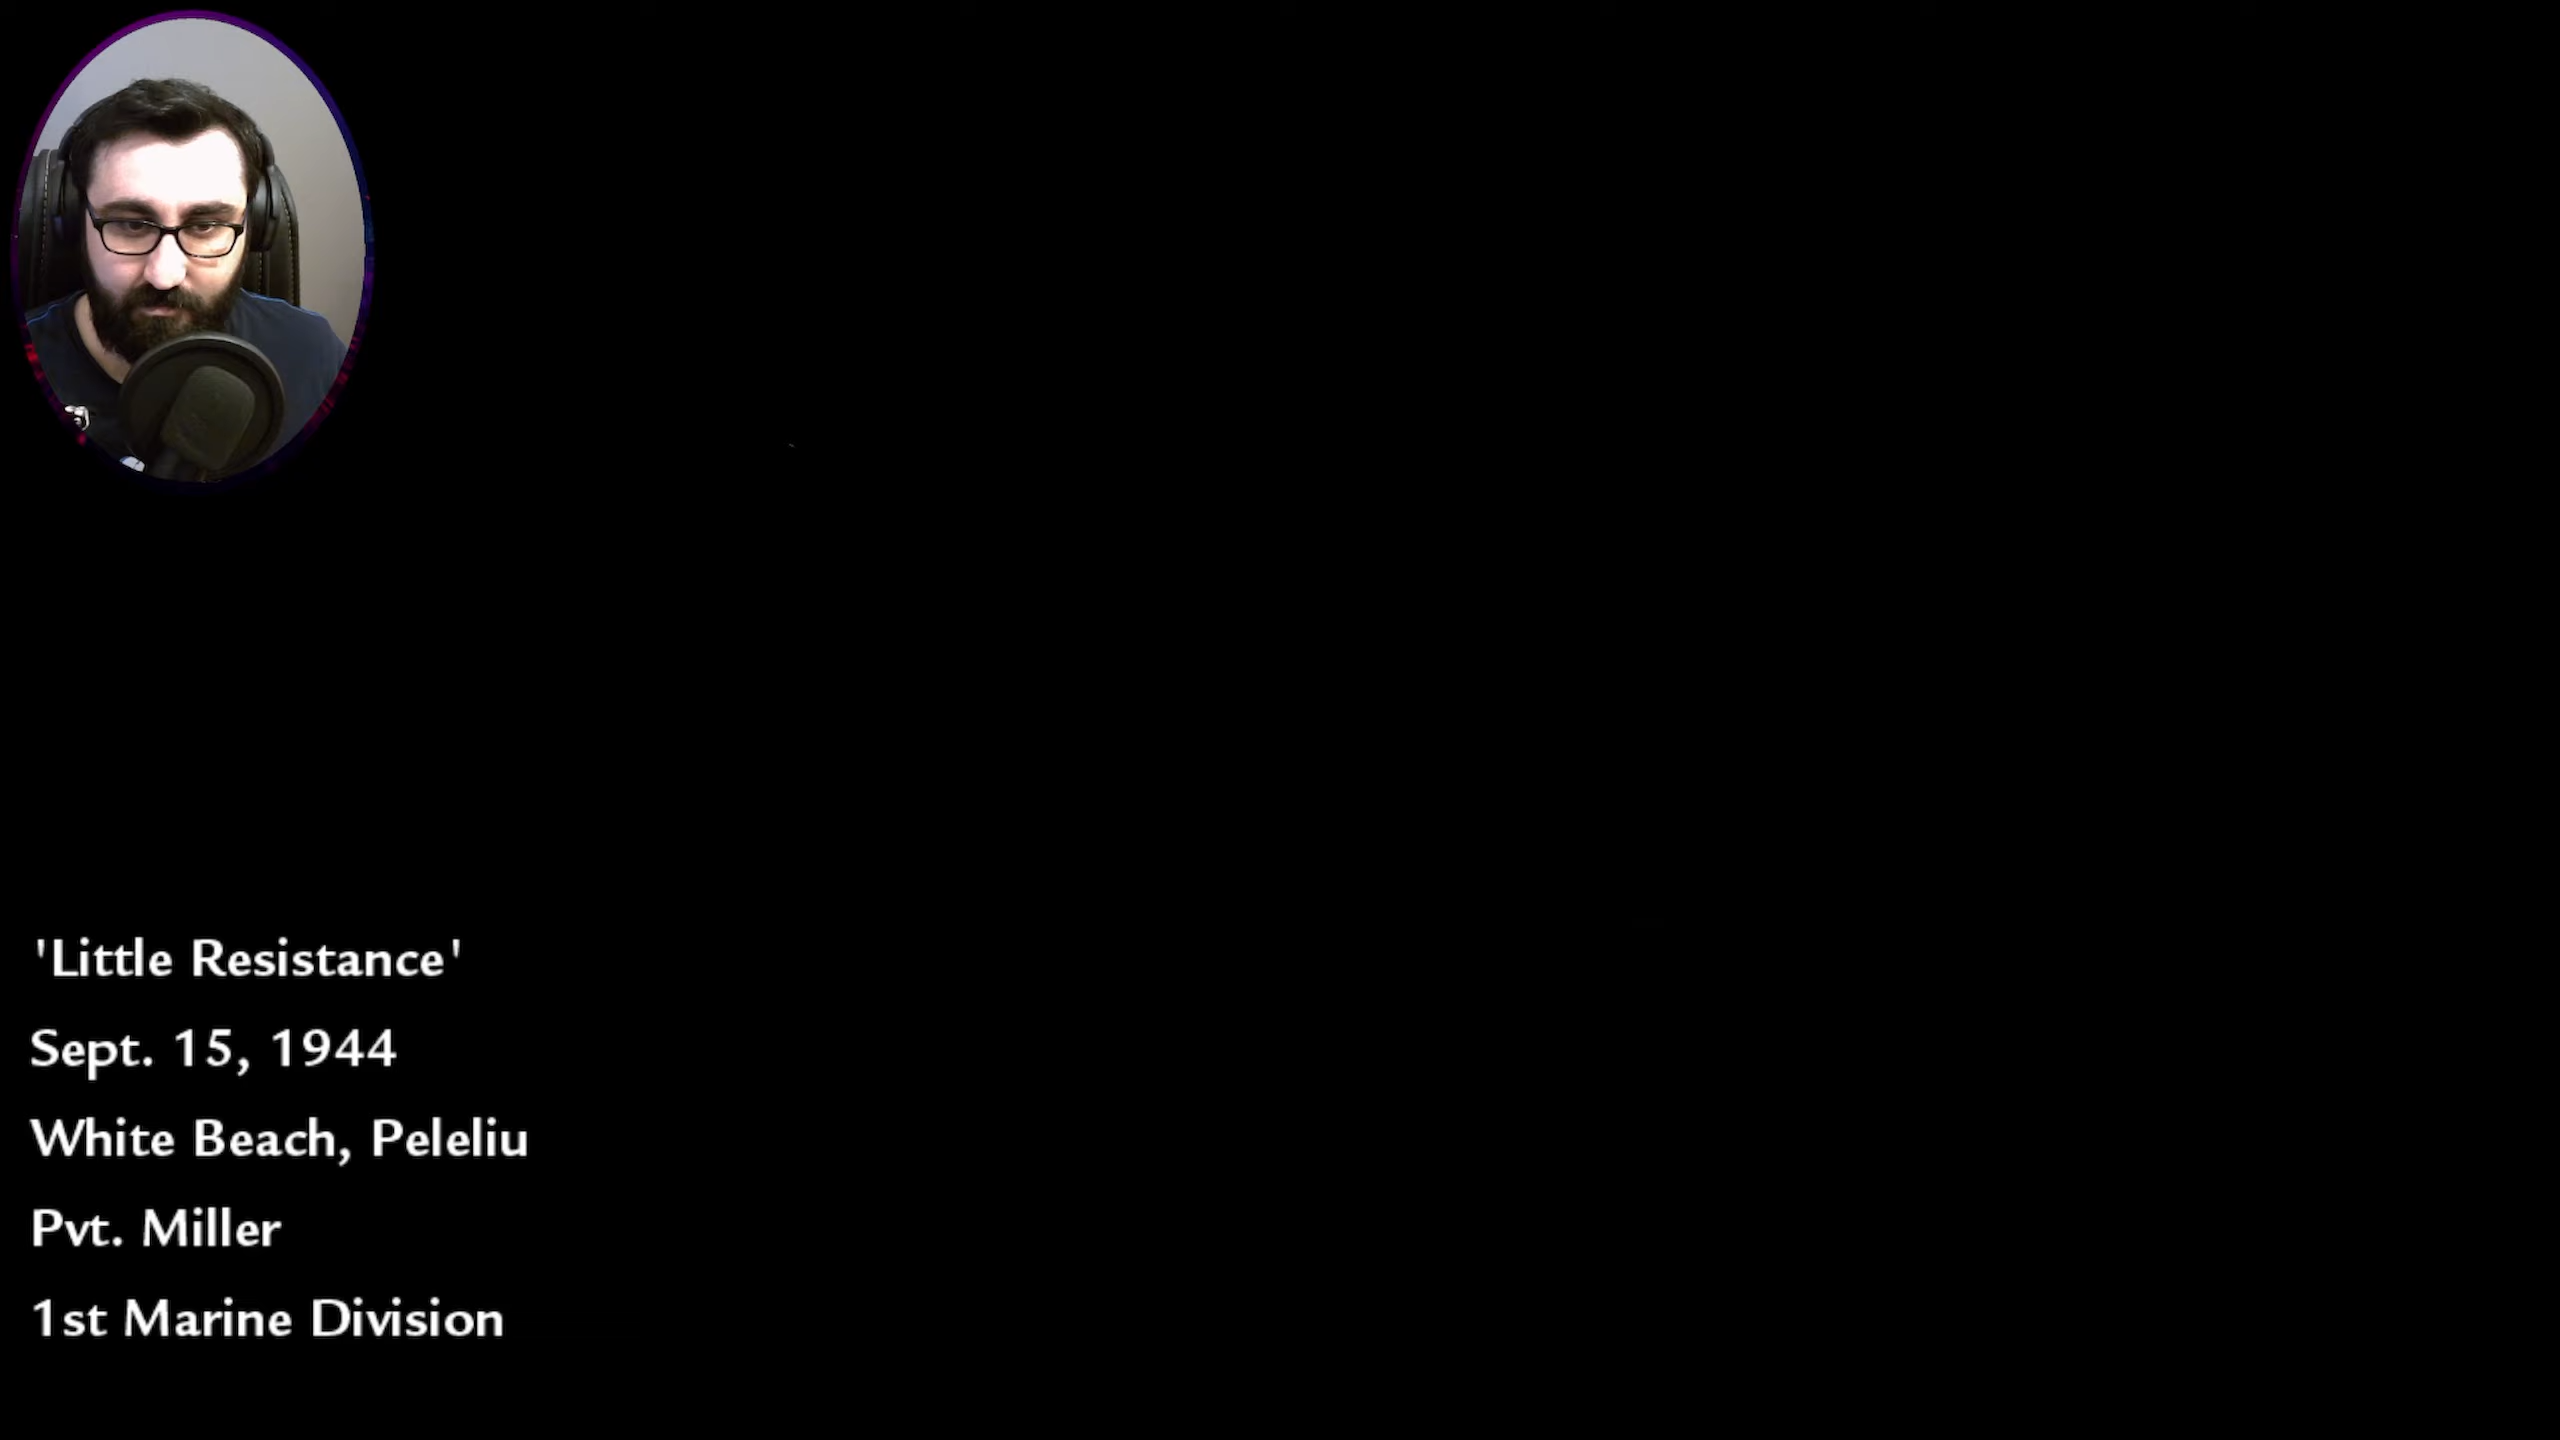 'Little Resistance'
Sept. 15, 1944
White Beach, Peleliu
Pvt. Miller
1st Marine Division